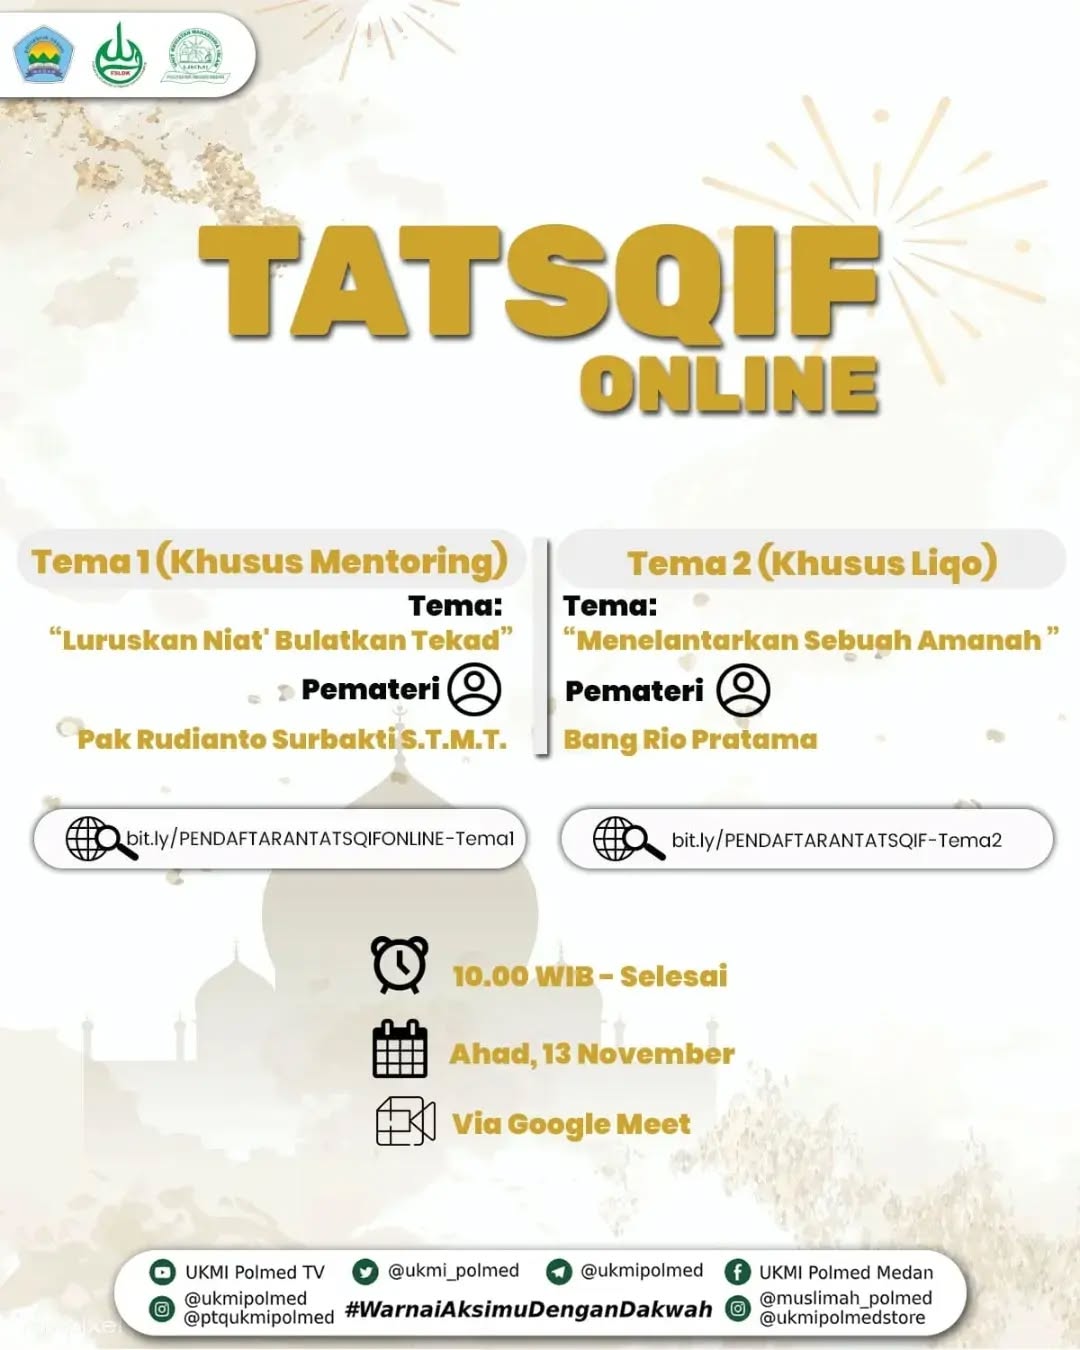 FSLDK
UKMI
TATSQIF
ONLINE
Tema 1 (Khusus Mentoring)
Tema:
“Luruskan Niat' Bulatkan Tekad”
Pemateri
Pak Rudianto Surbakti S.T.M.T.
bit.ly/PENDAFTARANTATSQIFONLINE-Tema1
Tema 2 (Khusus Liqo)
Tema:
“Menelantarkan Sebuah Amanah ”
Pemateri
Bang Rio Pratama
bit.ly/PENDAFTARANTATSQIF-Tema2
10.00 WIB - Selesai
Ahad, 13 November
Via Google Meet
UKMI Polmed TV
@ukmi_polmed
@ukmipolmed
UKMI Polmed Medan
@ukmipolmed
@ptqukmipolmed
#WarnaiAksimuDenganDakwah
@muslimah_polmed
@ukmipolmedstore